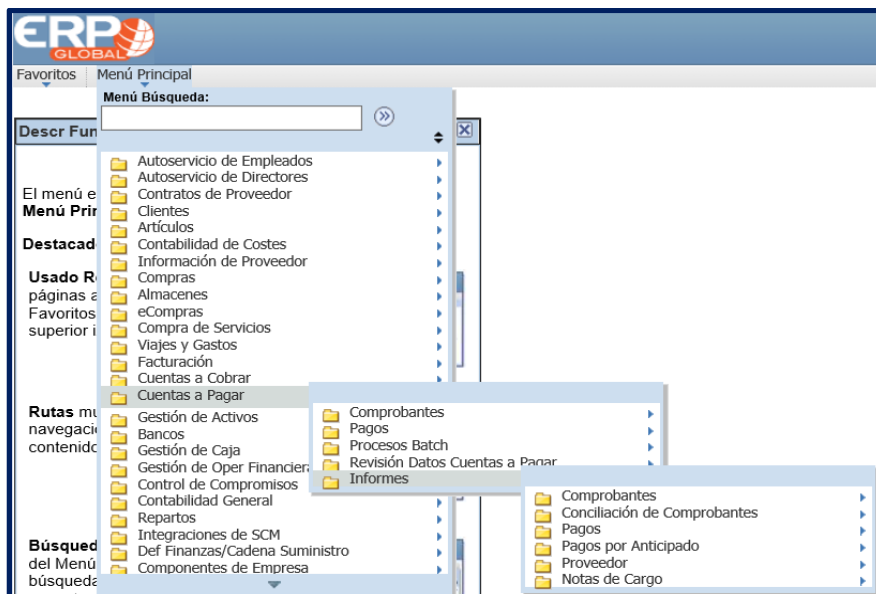 ERP
GLOBAL
Favoritos Menú Principal
Menú Búsqueda:
Descr Fun
El menú e
Menú Prin
Destacad
Usado R
páginas a
Favoritos
superior i
Rutas mu
navegaci
contenido
Búsqued
del Menú
búsqueda
Autoservicio de Empleados
Autoservicio de Directores
Contratos de Proveedor
Clientes
Artículos
Contabilidad de Costes
Información de Proveedor
Compras
Almacenes
eCompras
Compra de Servicios
Viajes y Gastos
Facturación
Cuentas a Cobrar
Cuentas a Pagar
Gestión de Activos
Bancos
Gestión de Caja
Gestión de Oper Financiera
Control de Compromisos
Contabilidad General
Repartos
Integraciones de SCM
Def Finanzas/Cadena Suministro
Componentes de Empresa
Comprobantes
Pagos
Procesos Batch
Revisión Datos Cuentas a Pagar
Informes
Comprobantes
Conciliación de Comprobantes
Pagos
Pagos por Anticipado
Proveedor
Notas de Cargo